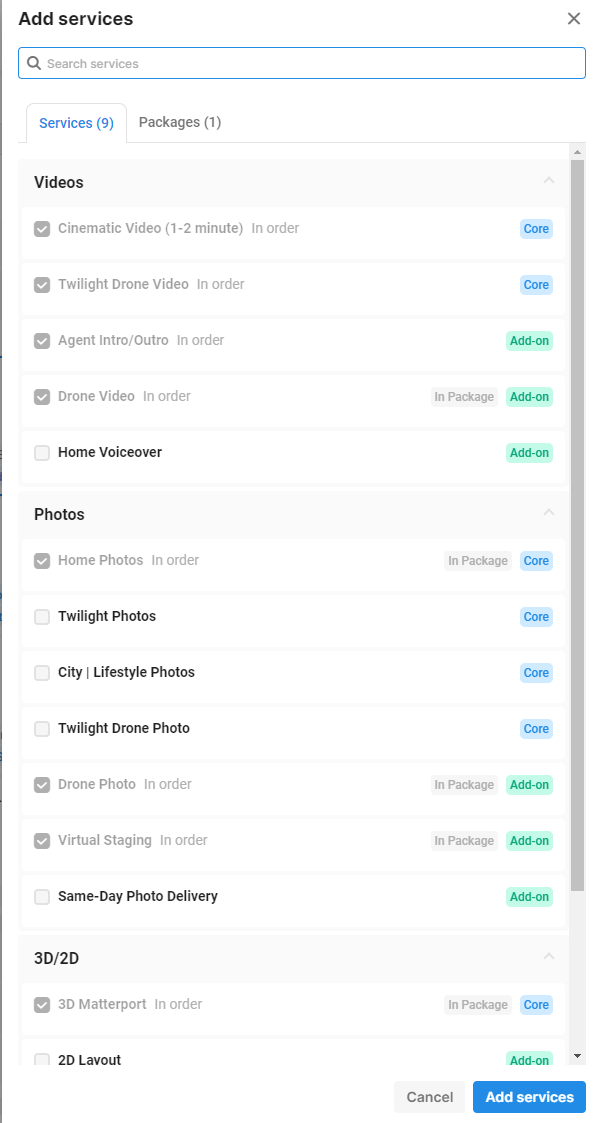 Add services
Search services
Services (9) Packages (1)
Videos
Cinematic Video (1-2 minute) In order Core
Twilight Drone Video In order Core
Agent Intro/Outro In order Add-on
Drone Video In order In Package Add-on
Home Voiceover Add-on
Photos
Home Photos In order In Package Core
Twilight Photos Core
City | Lifestyle Photos Core
Twilight Drone Photo Core
Drone Photo In order In Package Add-on
Virtual Staging In order In Package Add-on
Same-Day Photo Delivery Add-on
3D/2D
3D Matterport In order In Package Core
2D Layout Add-on
Cancel Add services